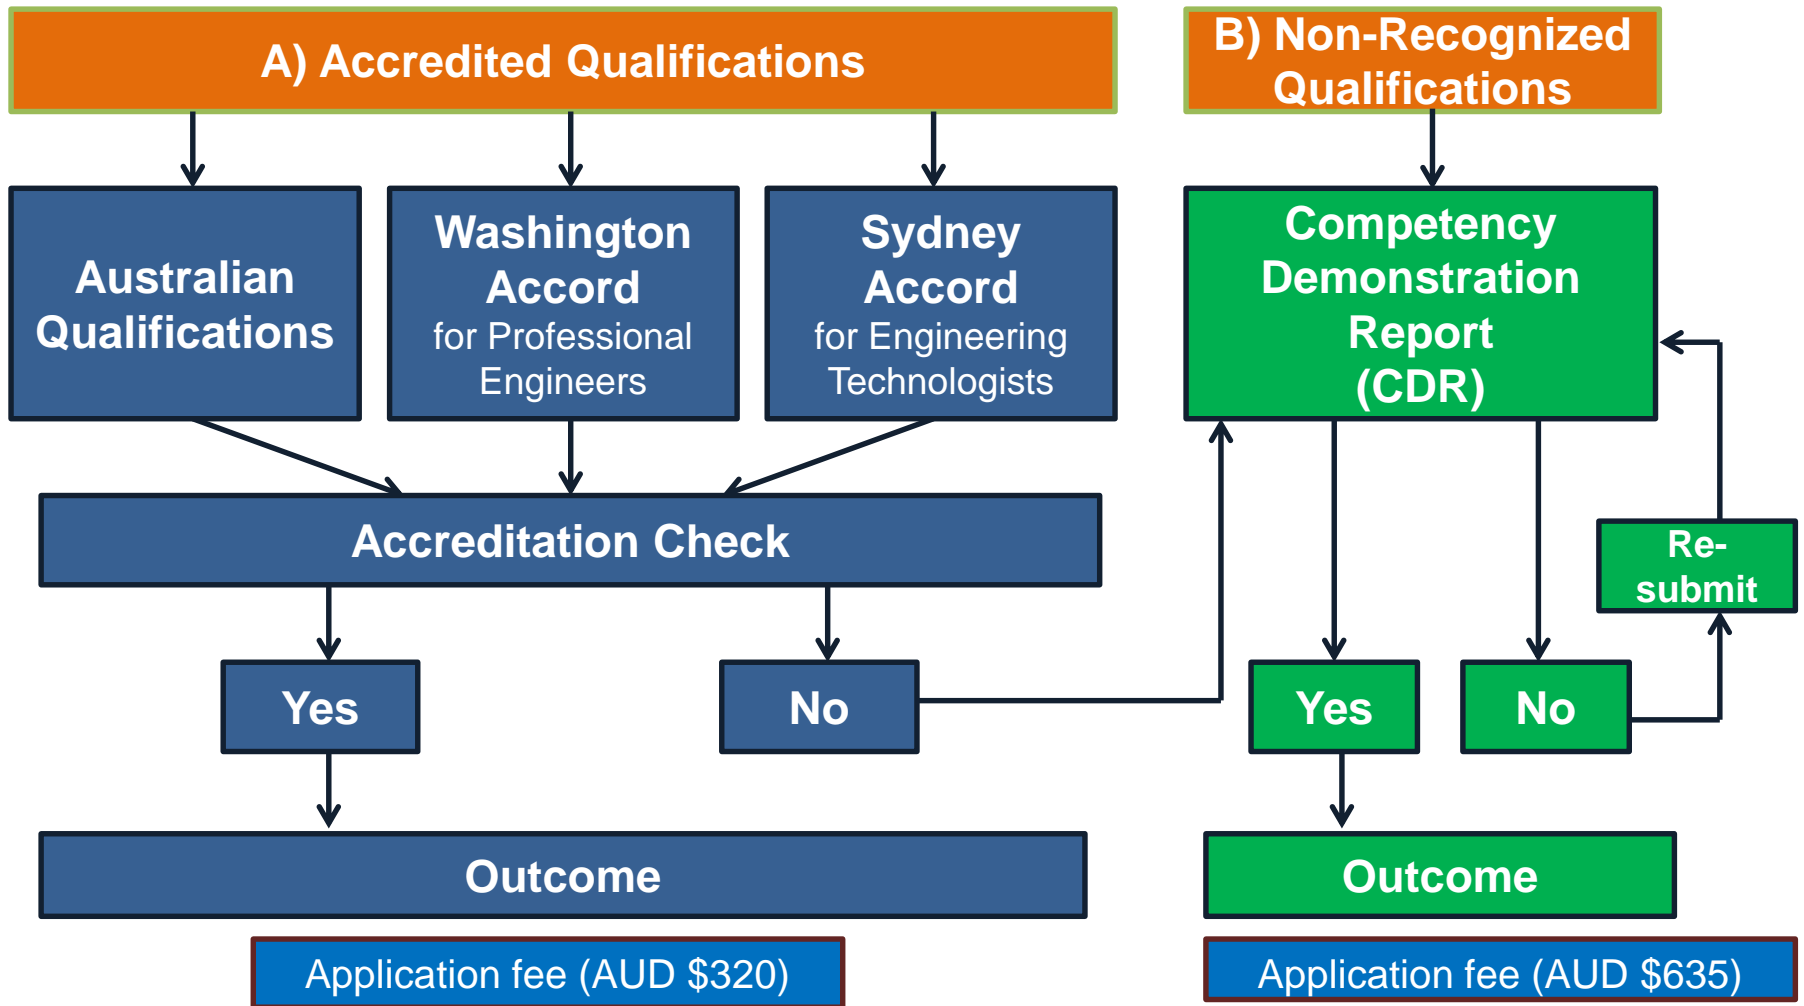 A) Accredited Qualifications
B) Non-Recognized
Qualifications
Australian
Qualifications
Washington
Accord
for Professional
Engineers
Sydney
Accord
for Engineering
Technologists
Competency
Demonstration
Report
(CDR)
Accreditation Check
Re-
submit
Yes
No
Yes
No
Outcome
Outcome
Application fee (AUD $320)
Application fee (AUD $635)